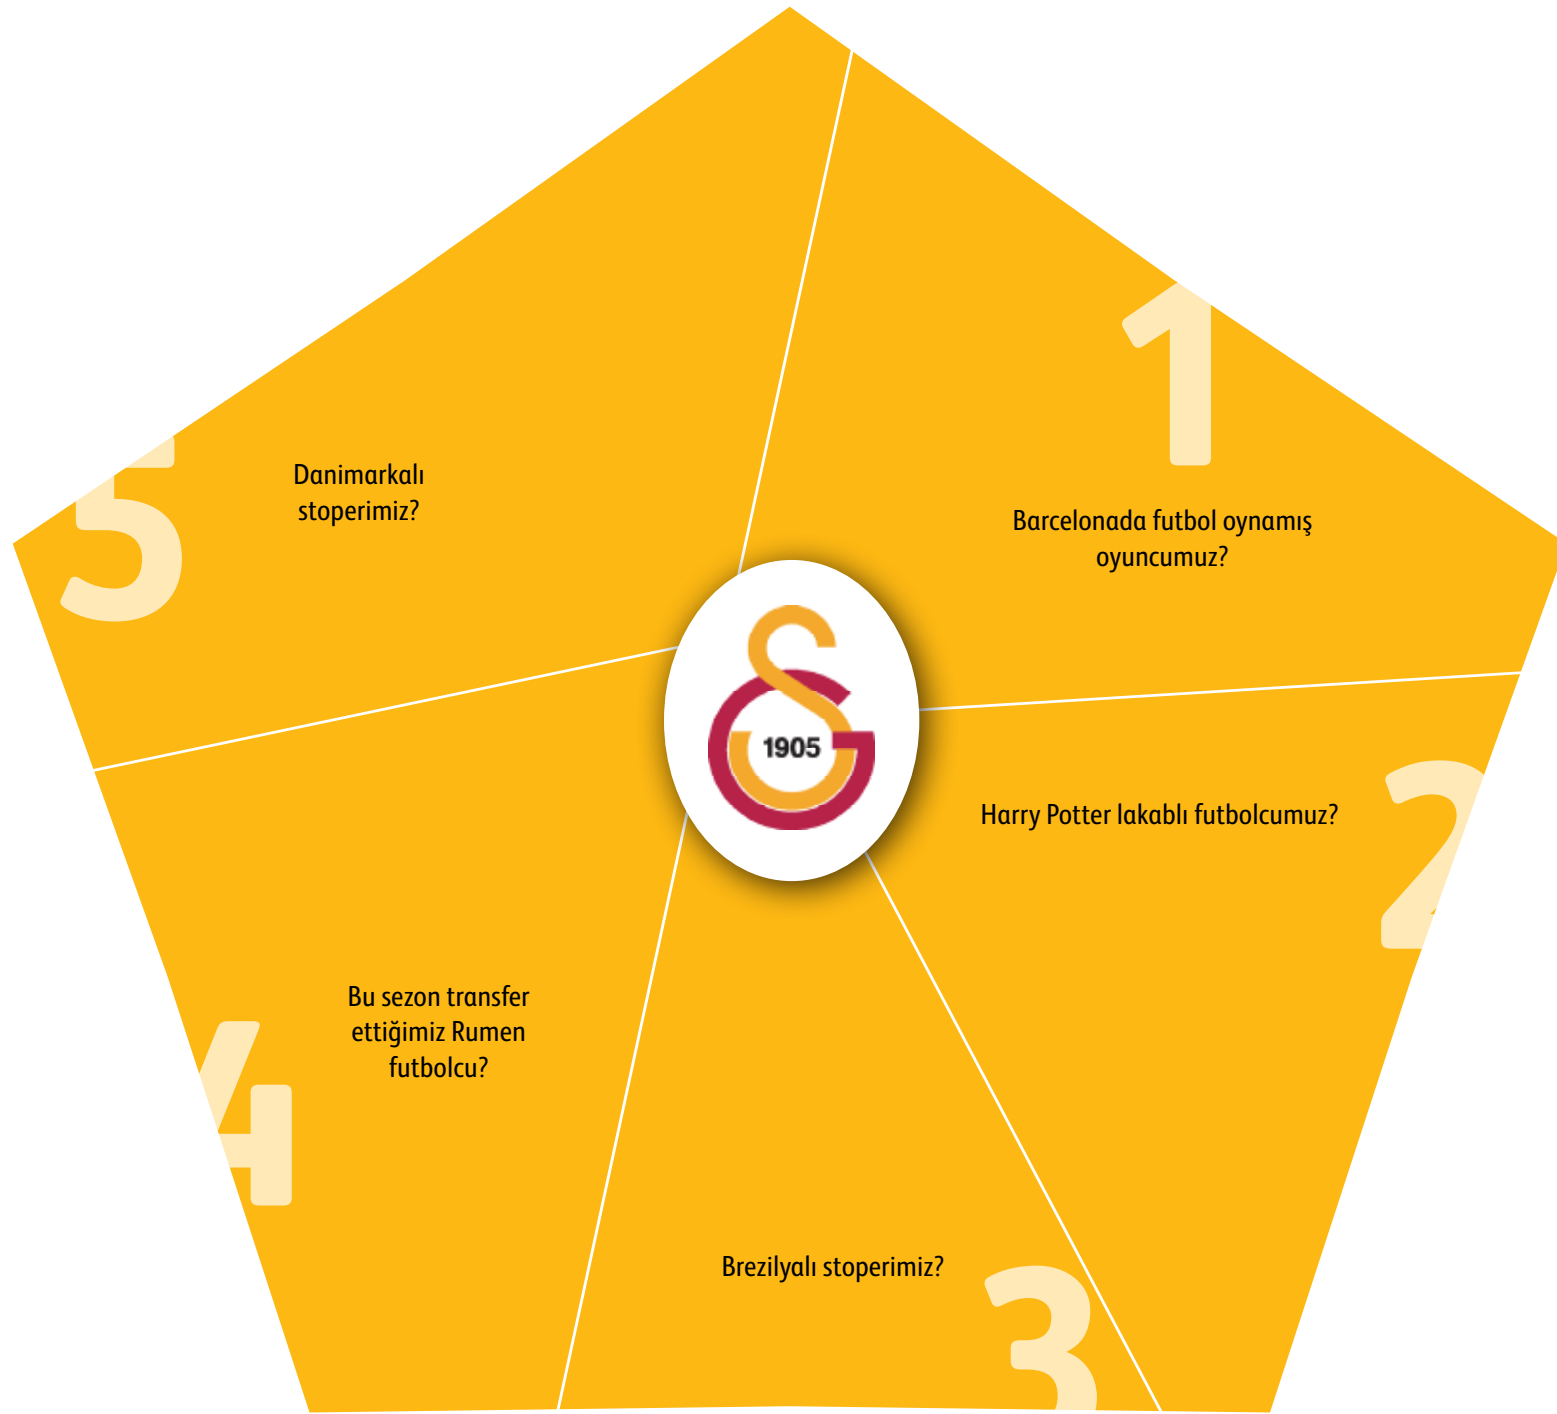 1
Barcelonada futbol oynamış
oyuncumuz?
2
Harry Potter lakablı futbolcumuz?
3
Brezilyalı stoperimiz?
4
Bu sezon transfer
ettiğimiz Rumen
futbolcu?
5
Danimarkalı
stoperimiz?
1905